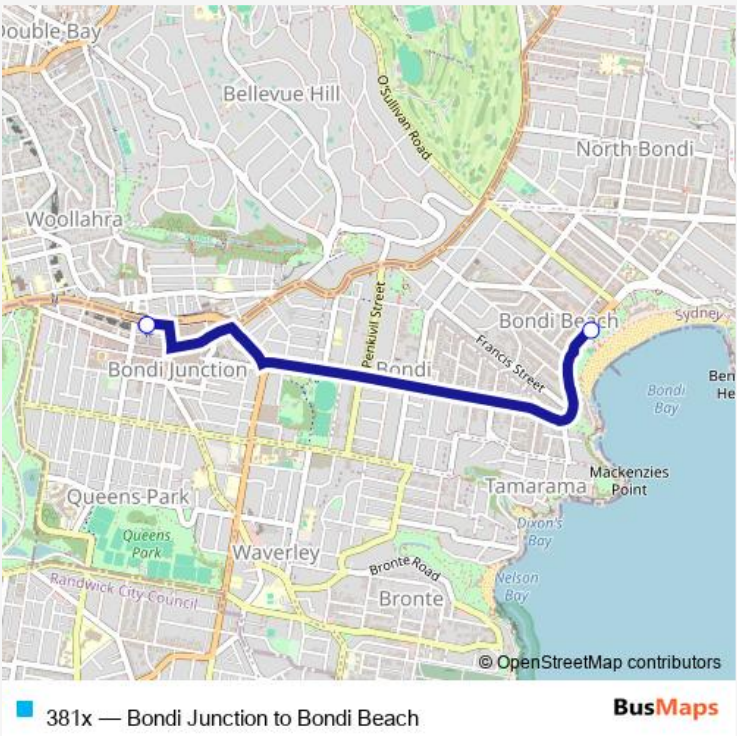 Double Bay
Bellevue Hill
O'Sullivan Road
North Bondi
Woollahra
Penkivil Street
Bondi Beach
Sydney
Francis Street
Bondi Junction
Bondi
Bondi
Bay
Ben
He
Mackenzies
Point
Tamarama
Queens Park
Dixon's
Bay
Queens
Park
Waverley
Bronte Road
Nelson
Bay
Randwick City Council
Bronte
© OpenStreetMap contributors
381x — Bondi Junction to Bondi Beach
BusMaps